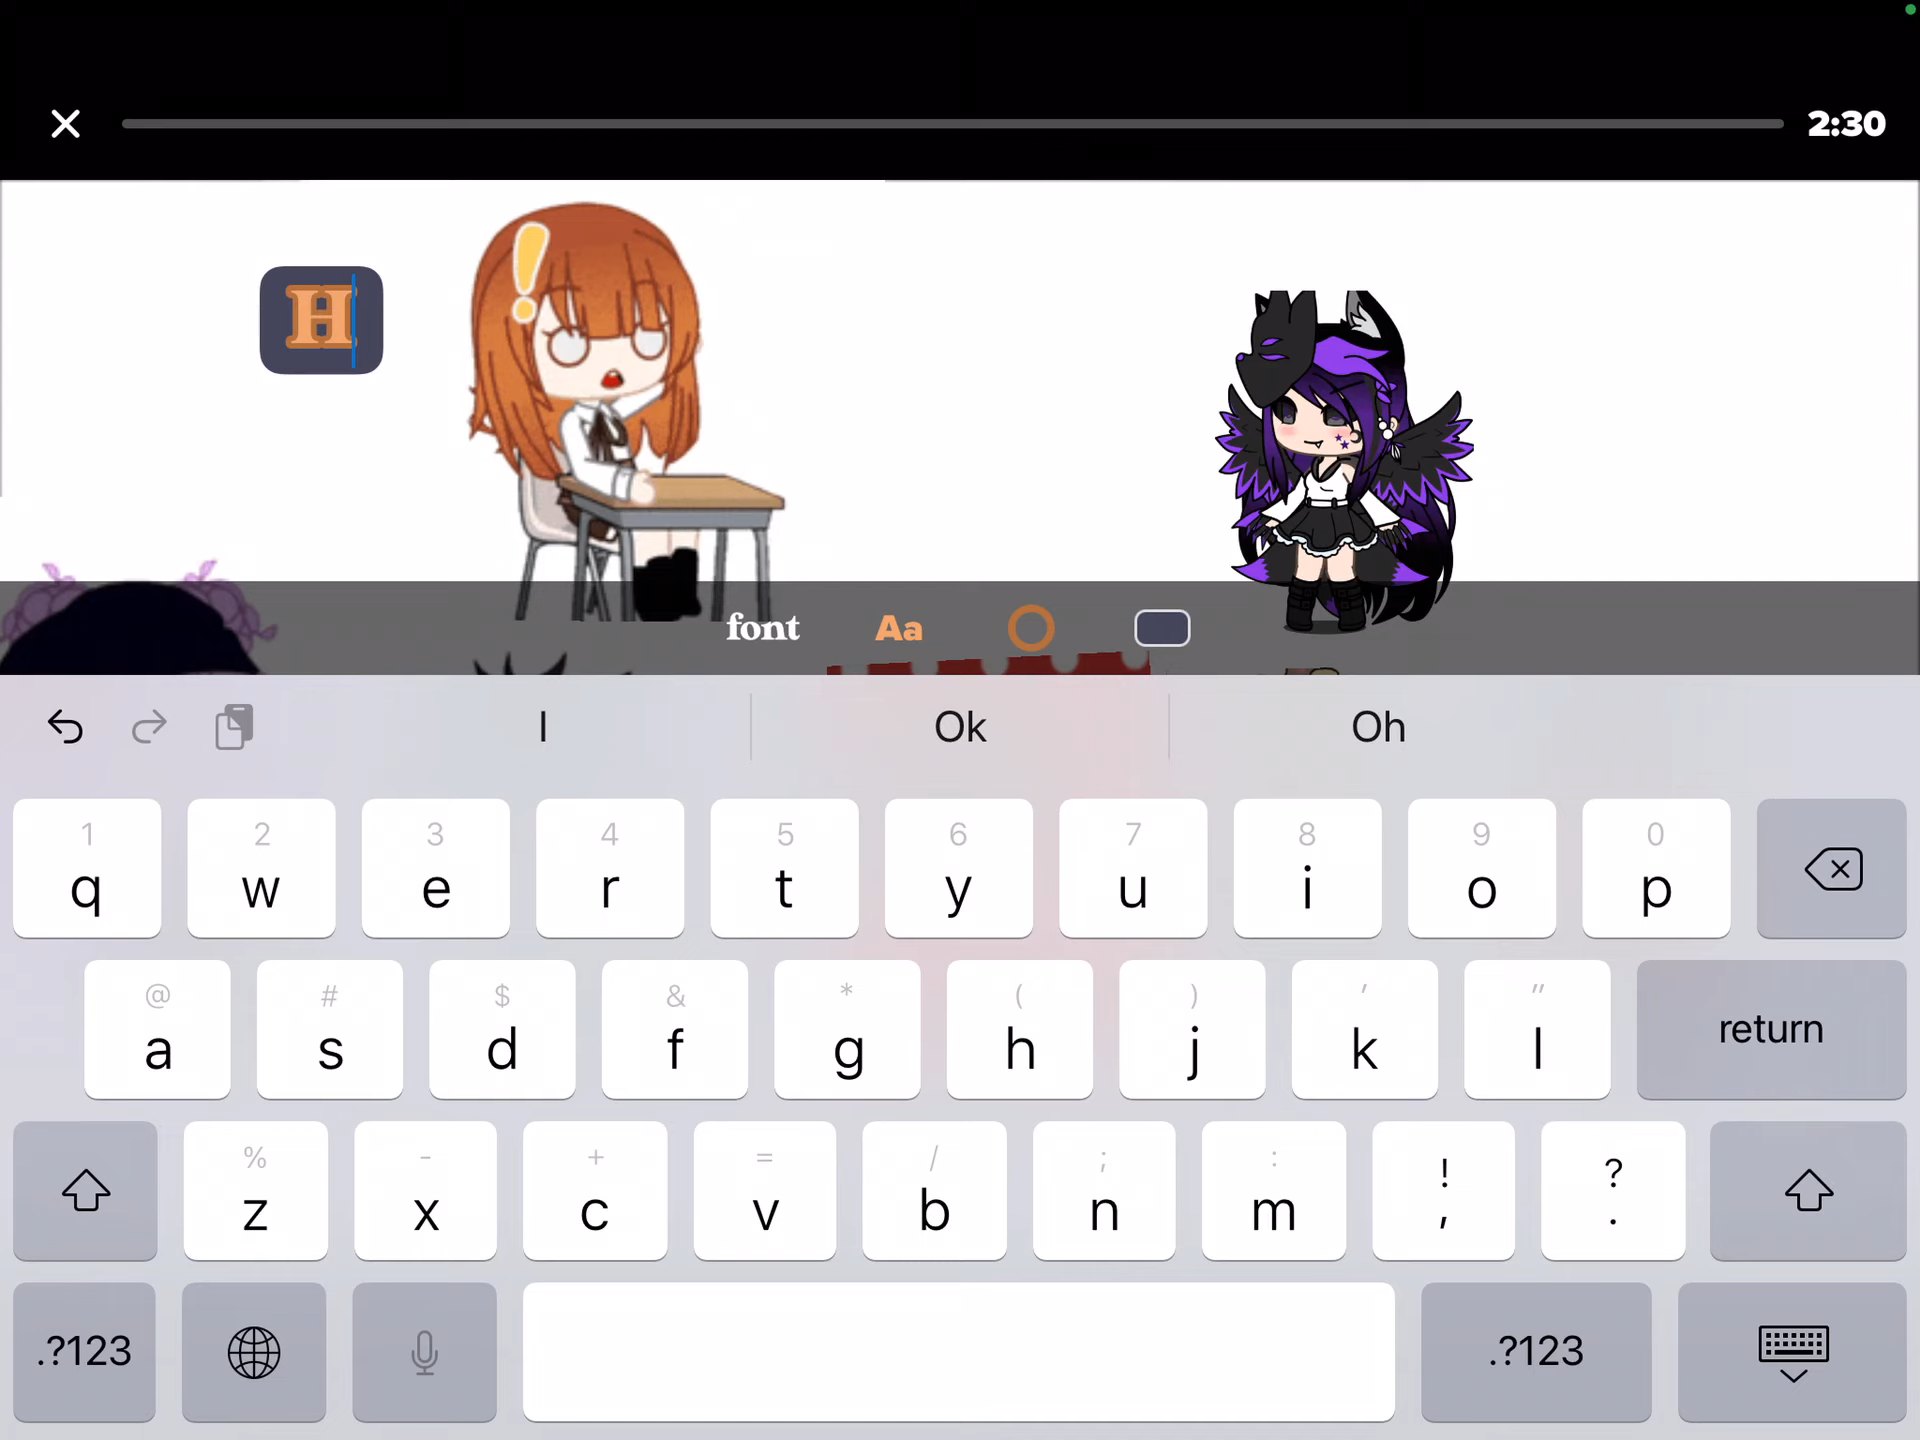 2:30
H
font Aa
I Ok Oh
1 2 3 4 5 6 7 8 9 0
q w e r t y u i o p
@ # $ & * ( ) ' "
a s d f g h j k l return
% - + = / ; : ! ?
z x c v b n m , .
.?123 .?123